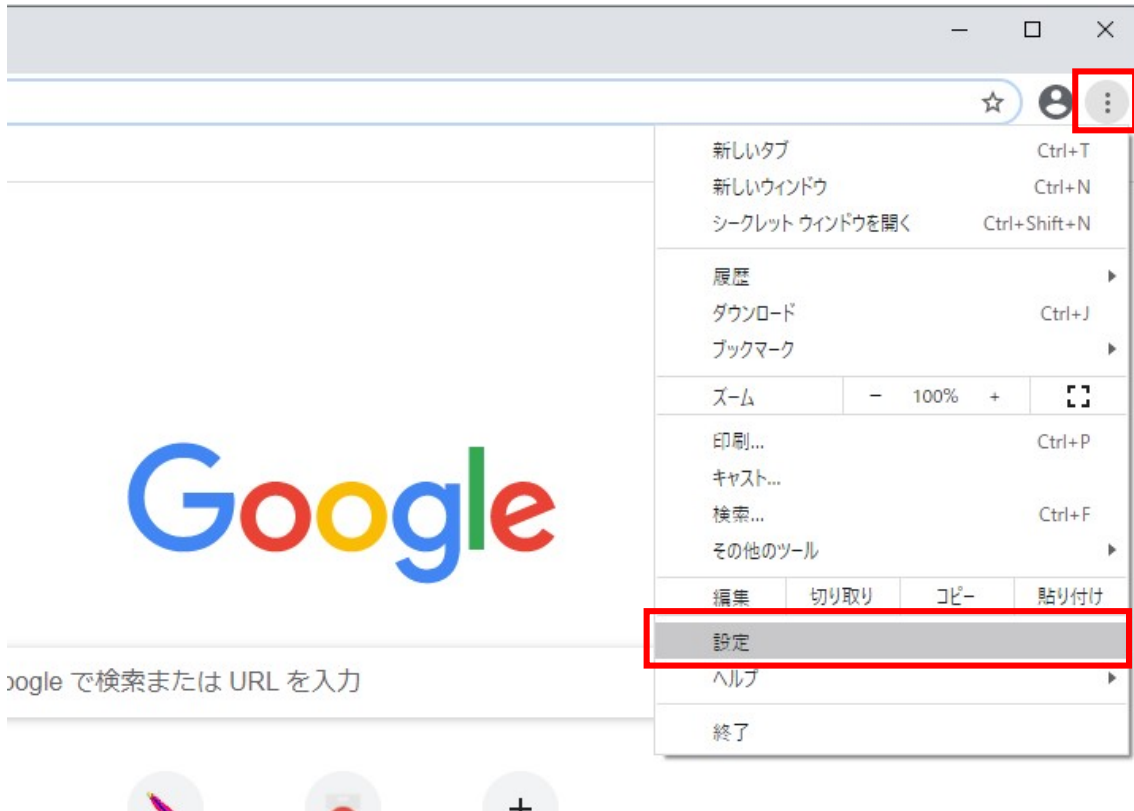 新しいタブ Ctrl+T
新しいウィンドウ Ctrl+N
シークレット ウィンドウを開く Ctrl+Shift+N
履歴
ダウンロード Ctrl+J
ブックマーク
ズーム － 100% +
印刷... Ctrl+P
キャスト...
検索... Ctrl+F
その他のツール
編集 切り取り コピー 貼り付け
設定
ヘルプ
終了
Google
oogle で検索または URL を入力